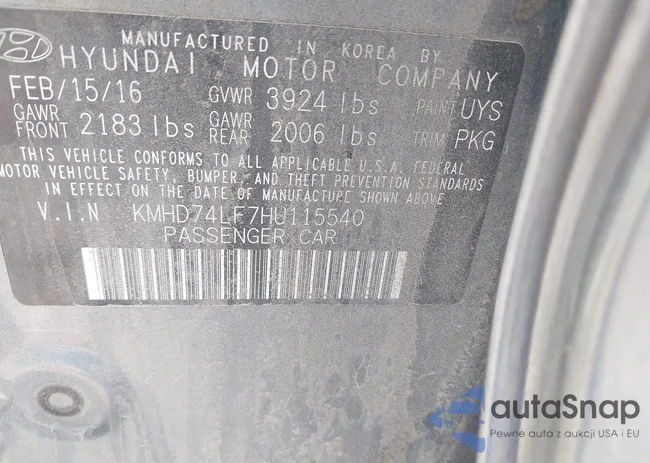 MANUFACTURED IN KOREA BY
HYUNDAI MOTOR COMPANY
FEB/15/16 GVWR 3924 lbs PAINT UYS
GAWR FRONT 2183 lbs GAWR REAR 2006 lbs TRIM PKG
THIS VEHICLE CONFORMS TO ALL APPLICABLE U.S.A. FEDERAL
MOTOR VEHICLE SAFETY, BUMPER, AND THEFT PREVENTION STANDARDS
IN EFFECT ON THE DATE OF MANUFACTURE SHOWN ABOVE
V.I.N KMHD74LF7HU115540
PASSENGER CAR
autaSnap
Pewne auta z aukcji USA i EU